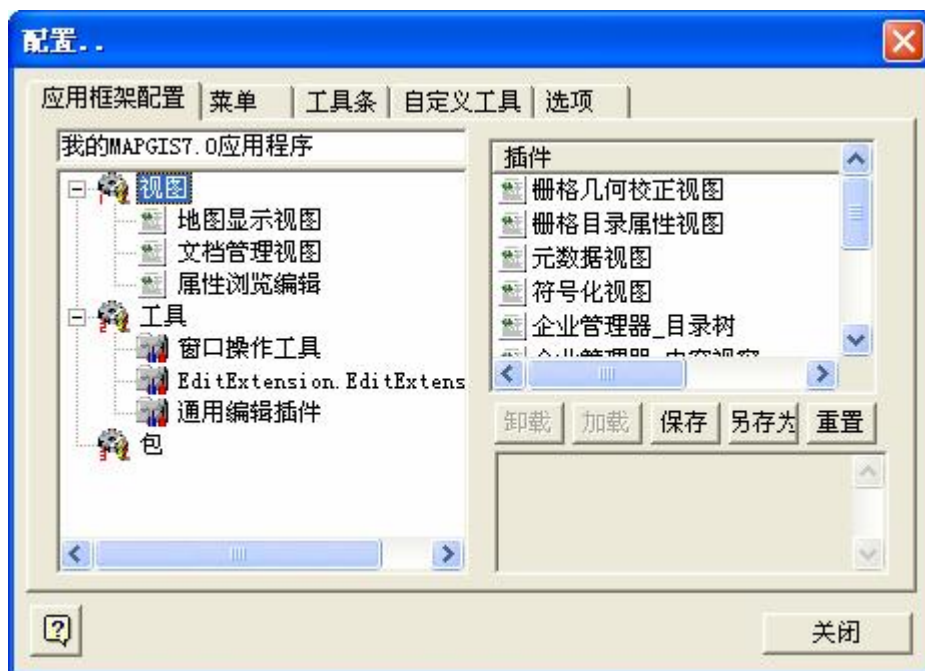 配置..
应用框架配置 菜单 工具条 自定义工具 选项
我的MAPGIS7.0应用程序
视图
地图显示视图
文档管理视图
属性浏览编辑
工具
窗口操作工具
EditExtension.EditExtens
通用编辑插件
包
插件
栅格几何校正视图
栅格目录属性视图
元数据视图
符号化视图
企业管理器_目录树
卸载 加载 保存 另存为 重置
关闭